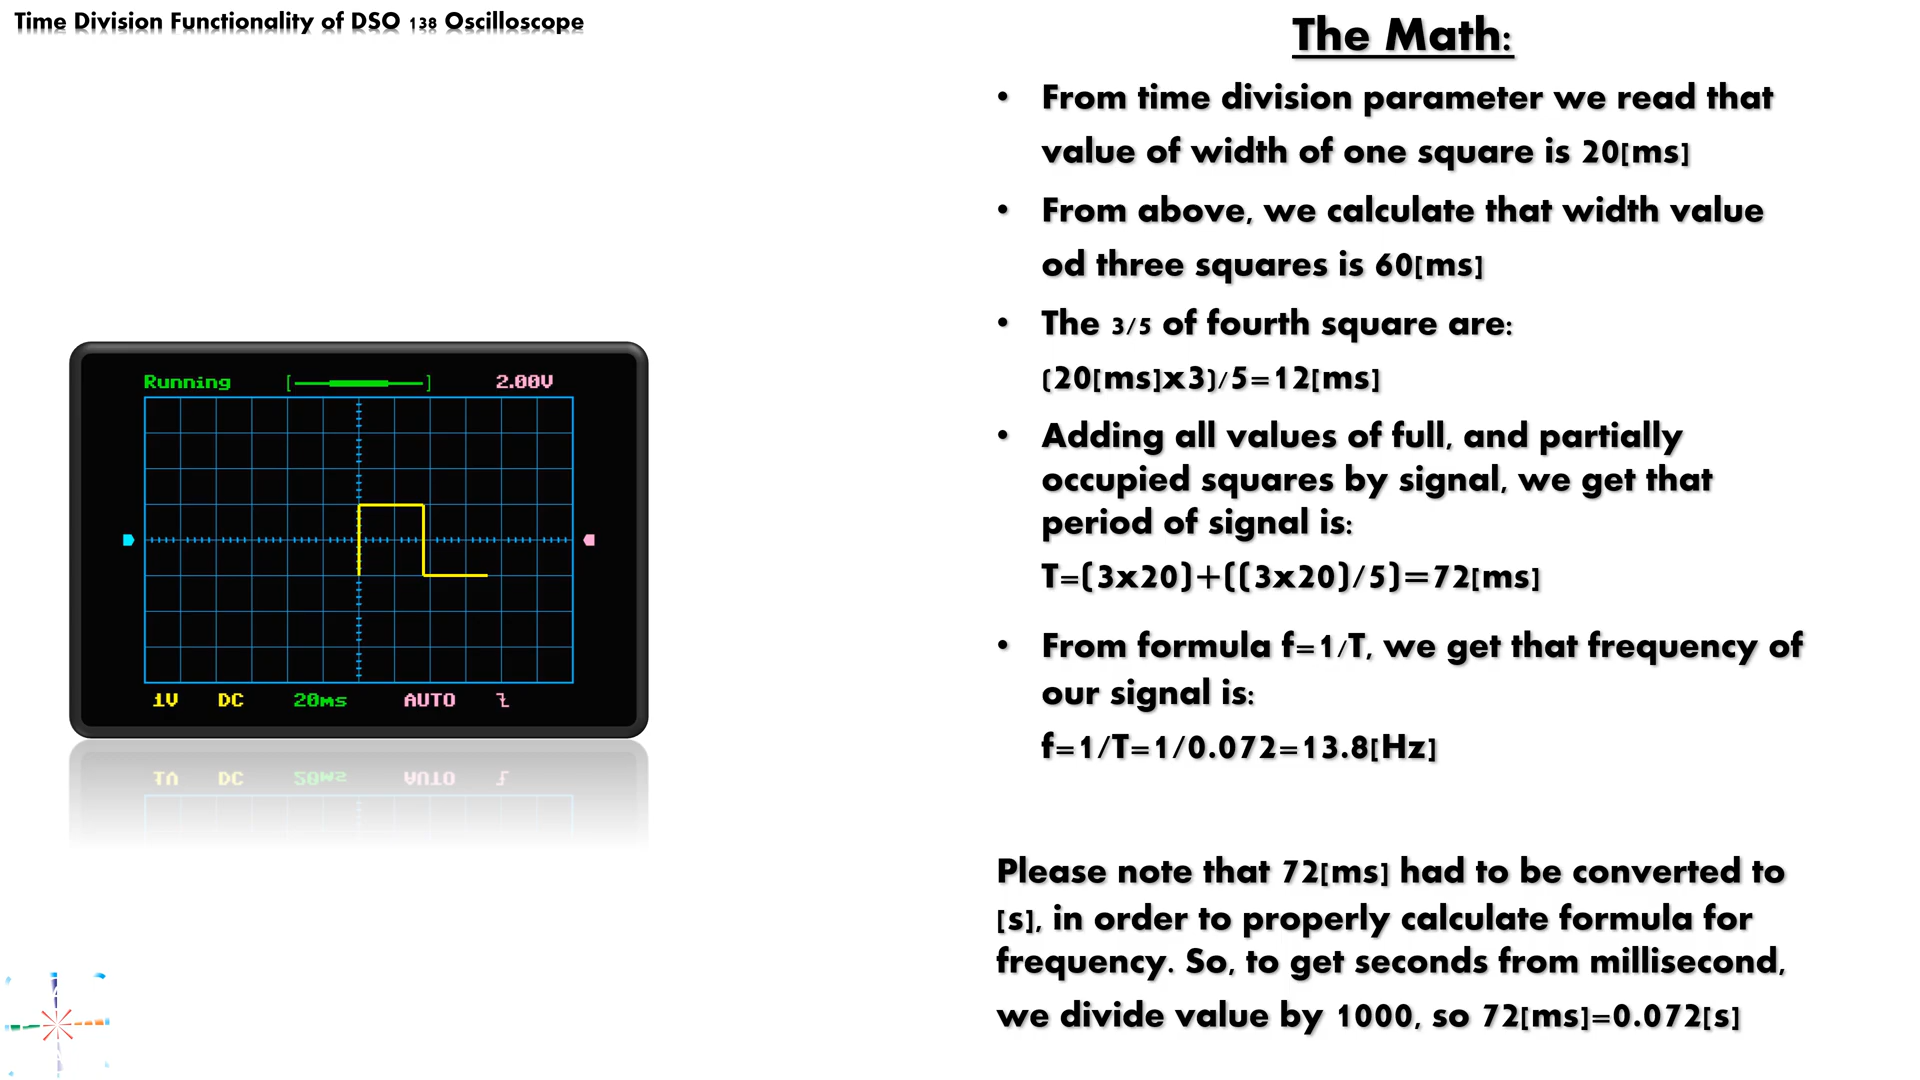 Time Division Functionality of DSO 138 Oscilloscope
The Math:
• From time division parameter we read that
value of width of one square is 20[ms]
• From above, we calculate that width value
od three squares is 60[ms]
• The 3/5 of fourth square are:
(20[ms]x3)/5=12[ms]
• Adding all values of full, and partially
occupied squares by signal, we get that
period of signal is:
T=(3x20)+((3x20)/5)=72[ms]
• From formula f=1/T, we get that frequency of
our signal is:
f=1/T=1/0.072=13.8[Hz]
Please note that 72[ms] had to be converted to
[s], in order to properly calculate formula for
frequency. So, to get seconds from millisecond,
we divide value by 1000, so 72[ms]=0.072[s]
Running 2.00V
1V DC 20ms AUTO